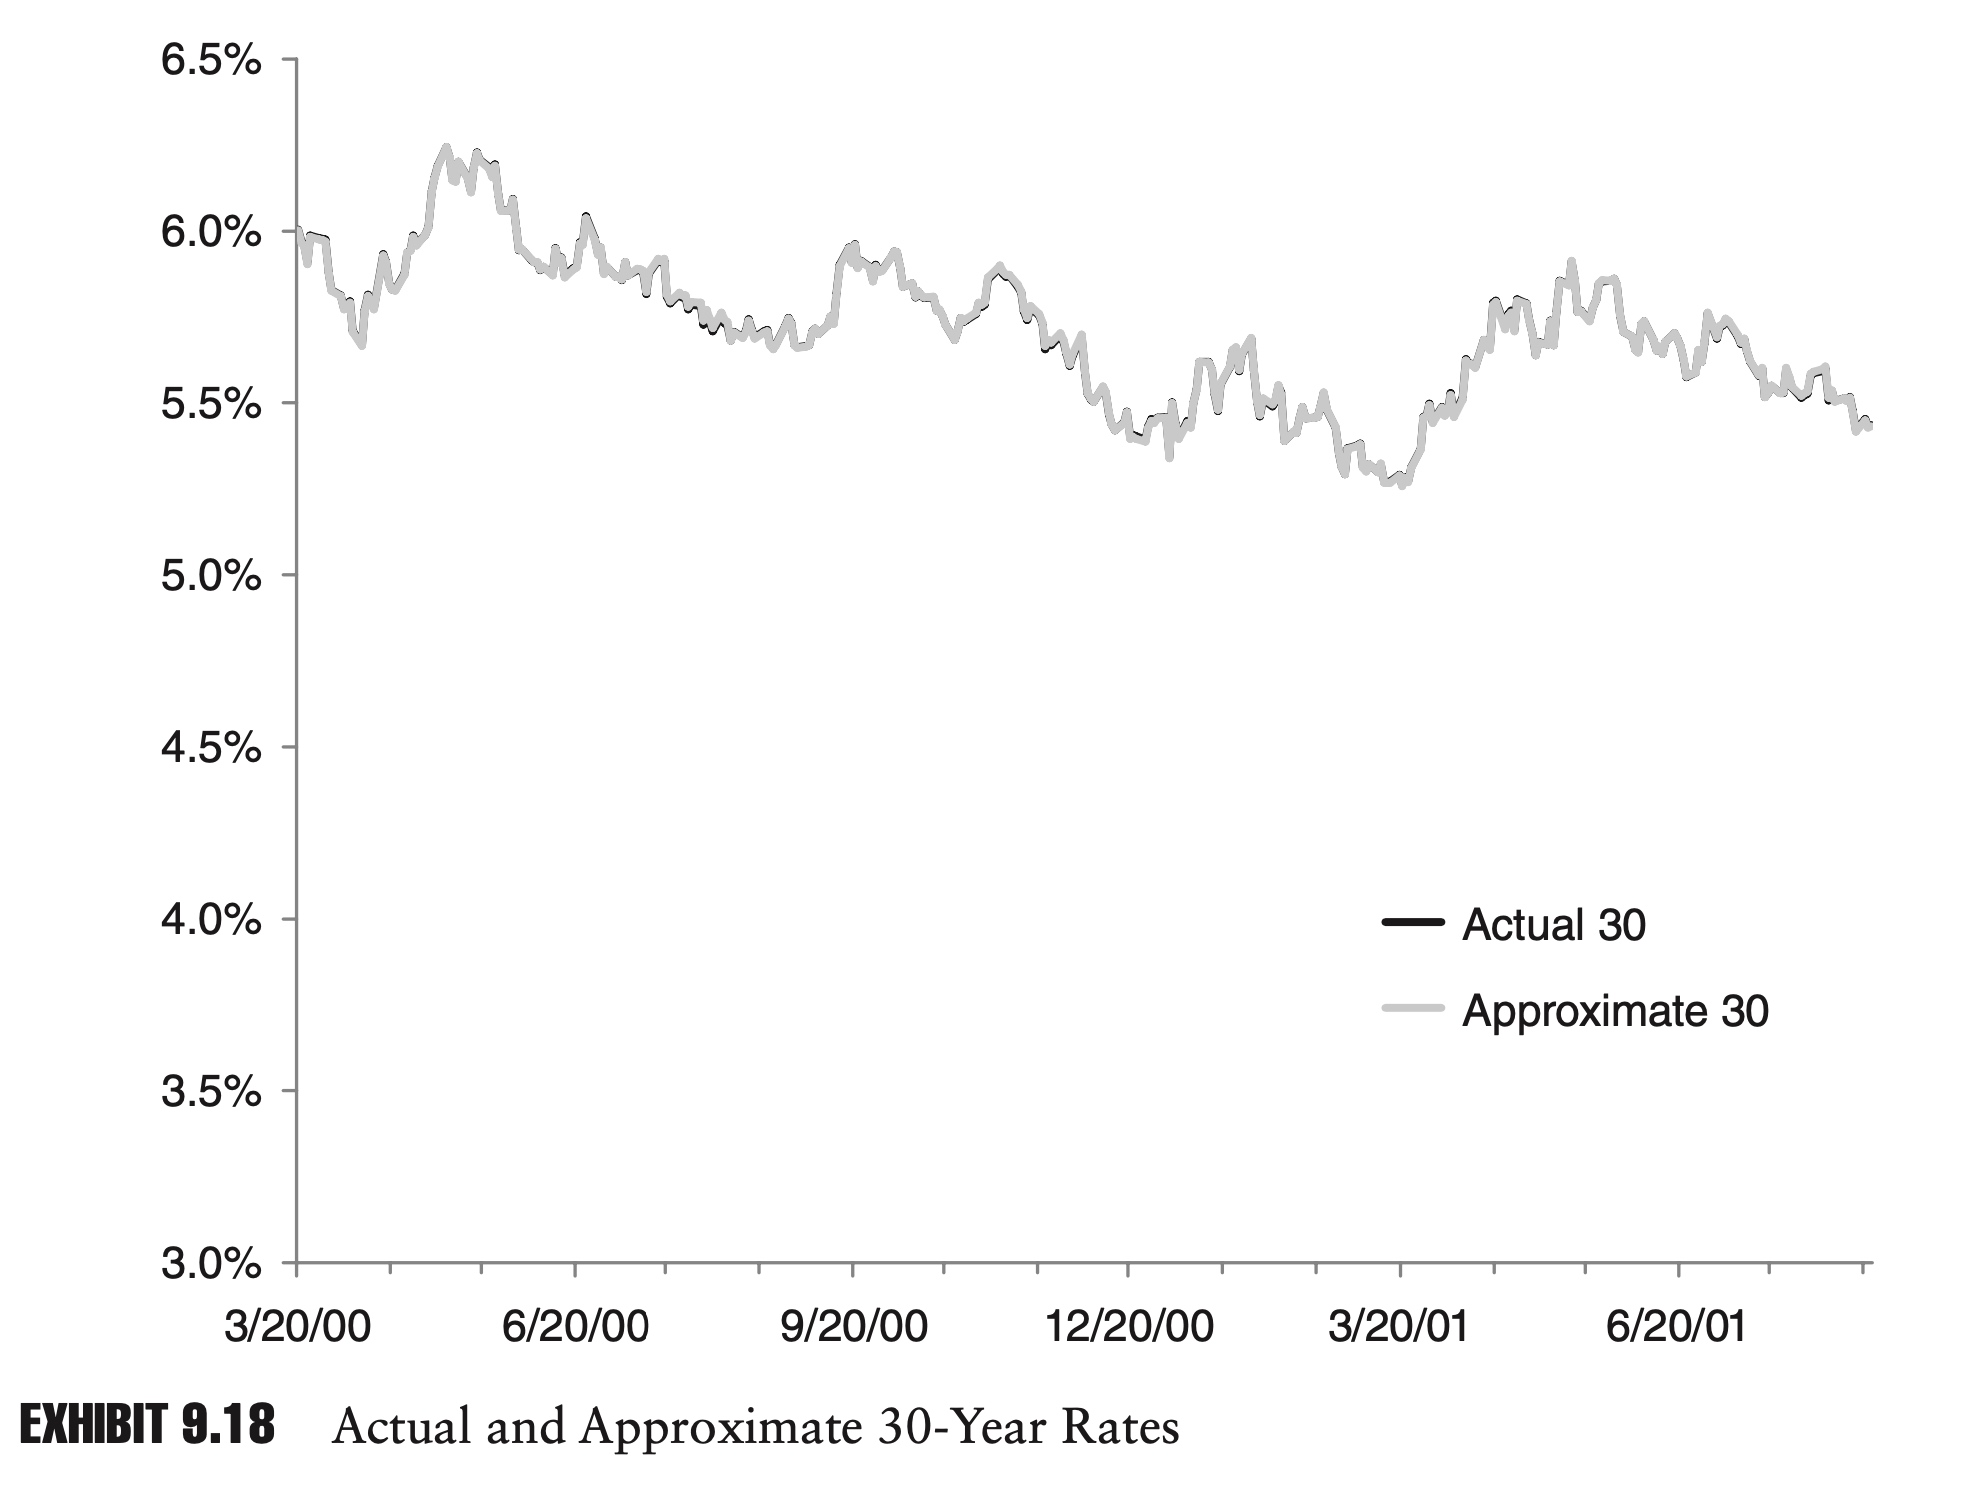 6.5%
6.0%
5.5%
5.0%
4.5%
4.0%
Actual 30
Approximate 30
3.5%
3.0%
3/20/00 6/20/00 9/20/00 12/20/00 3/20/01 6/20/01
EXHIBIT 9.18 Actual and Approximate 30-Year Rates